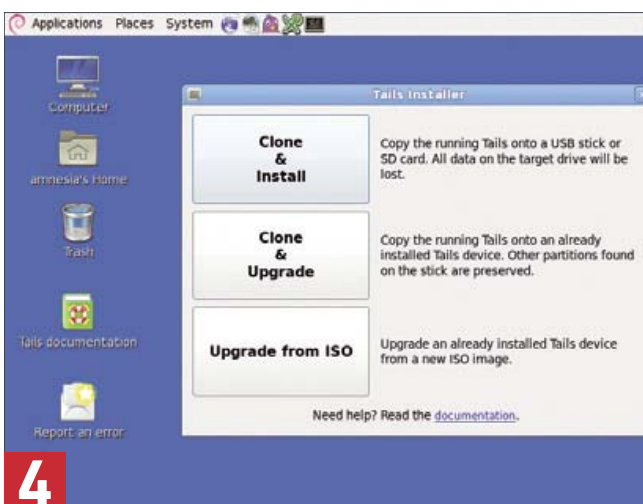 Applications Places System
Computer
amnesia's Home
Trash
Tails documentation
Report an error
Tails Installer
Clone
&
Install
Copy the running Tails onto a USB stick or
SD card. All data on the target drive will be
lost.
Clone
&
Upgrade
Copy the running Tails onto an already
installed Tails device. Other partitions found
on the stick are preserved.
Upgrade from ISO
Upgrade an already installed Tails device
from a new ISO image.
Need help? Read the documentation.
4